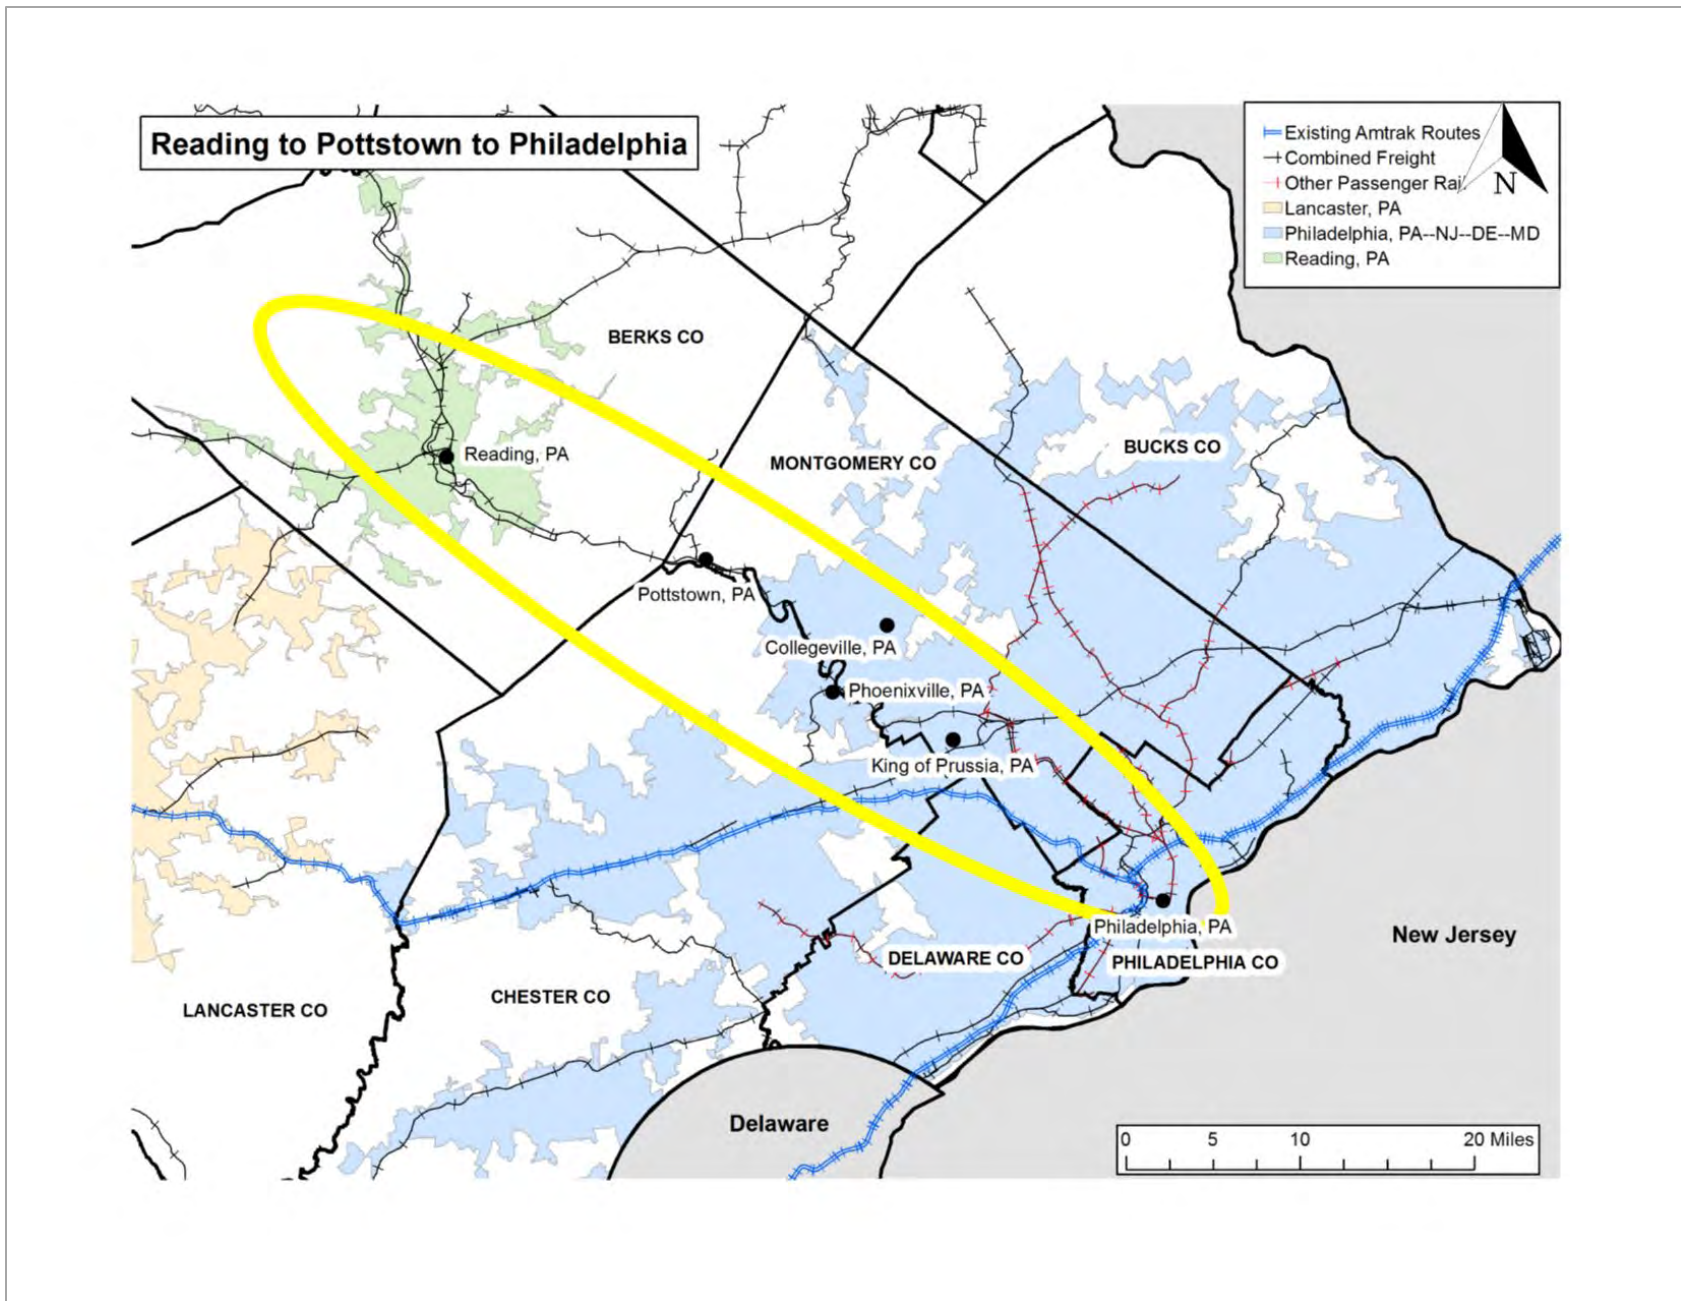 Reading to Pottstown to Philadelphia
Existing Amtrak Routes
Combined Freight
Other Passenger Rail
N
Lancaster, PA
Philadelphia, PA--NJ--DE--MD
Reading, PA
BERKS CO
BUCKS CO
Reading, PA
MONTGOMERY CO
Pottstown, PA
Collegeville, PA
Phoenixville, PA
King of Prussia, PA
Philadelphia, PA
New Jersey
DELAWARE CO
PHILADELPHIA CO
CHESTER CO
LANCASTER CO
Delaware
0 5 10 20 Miles